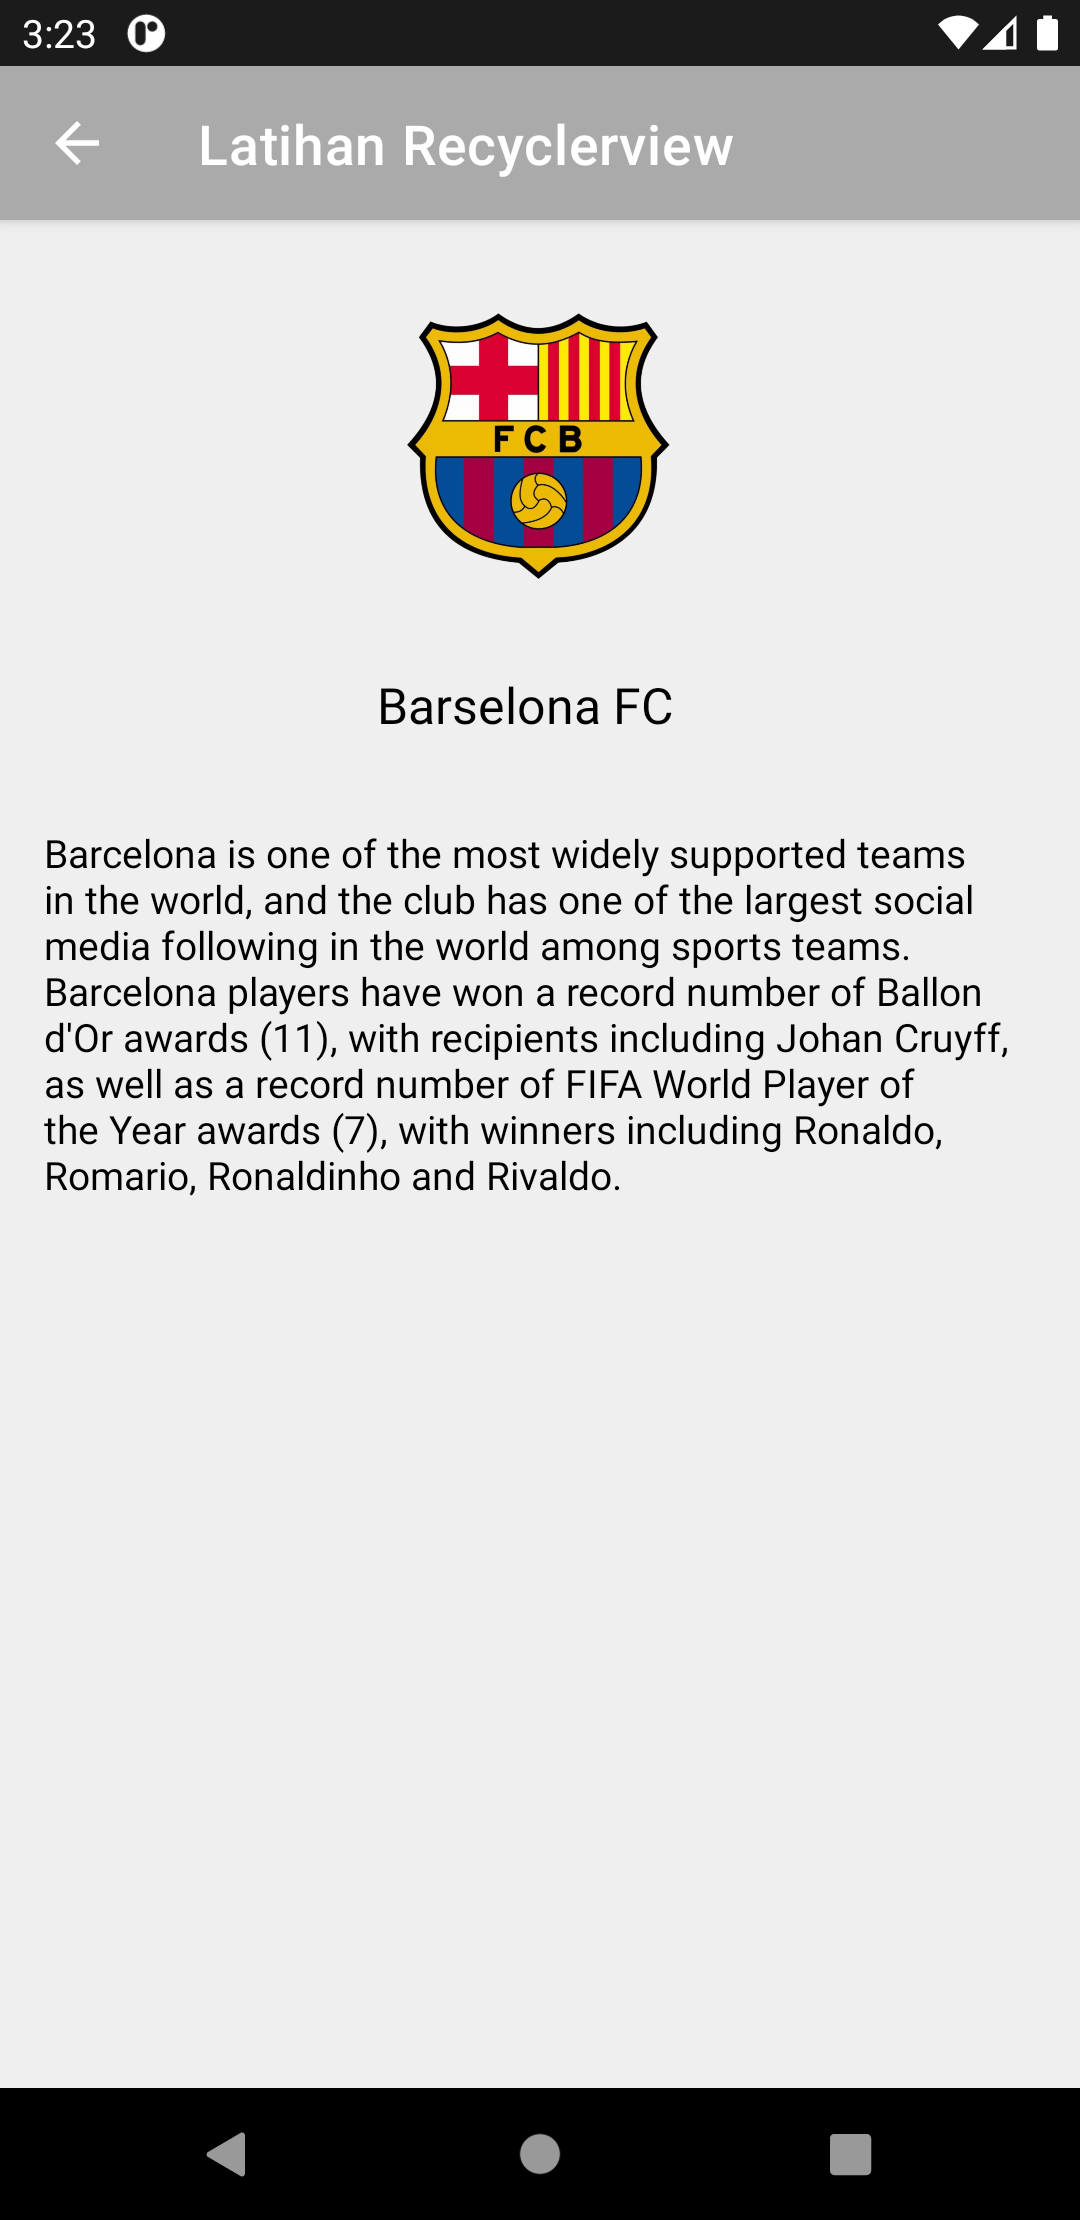 3:23
Latihan Recyclerview
FCB
Barselona FC
Barcelona is one of the most widely supported teams
in the world, and the club has one of the largest social
media following in the world among sports teams.
Barcelona players have won a record number of Ballon
d'Or awards (11), with recipients including Johan Cruyff,
as well as a record number of FIFA World Player of
the Year awards (7), with winners including Ronaldo,
Romario, Ronaldinho and Rivaldo.